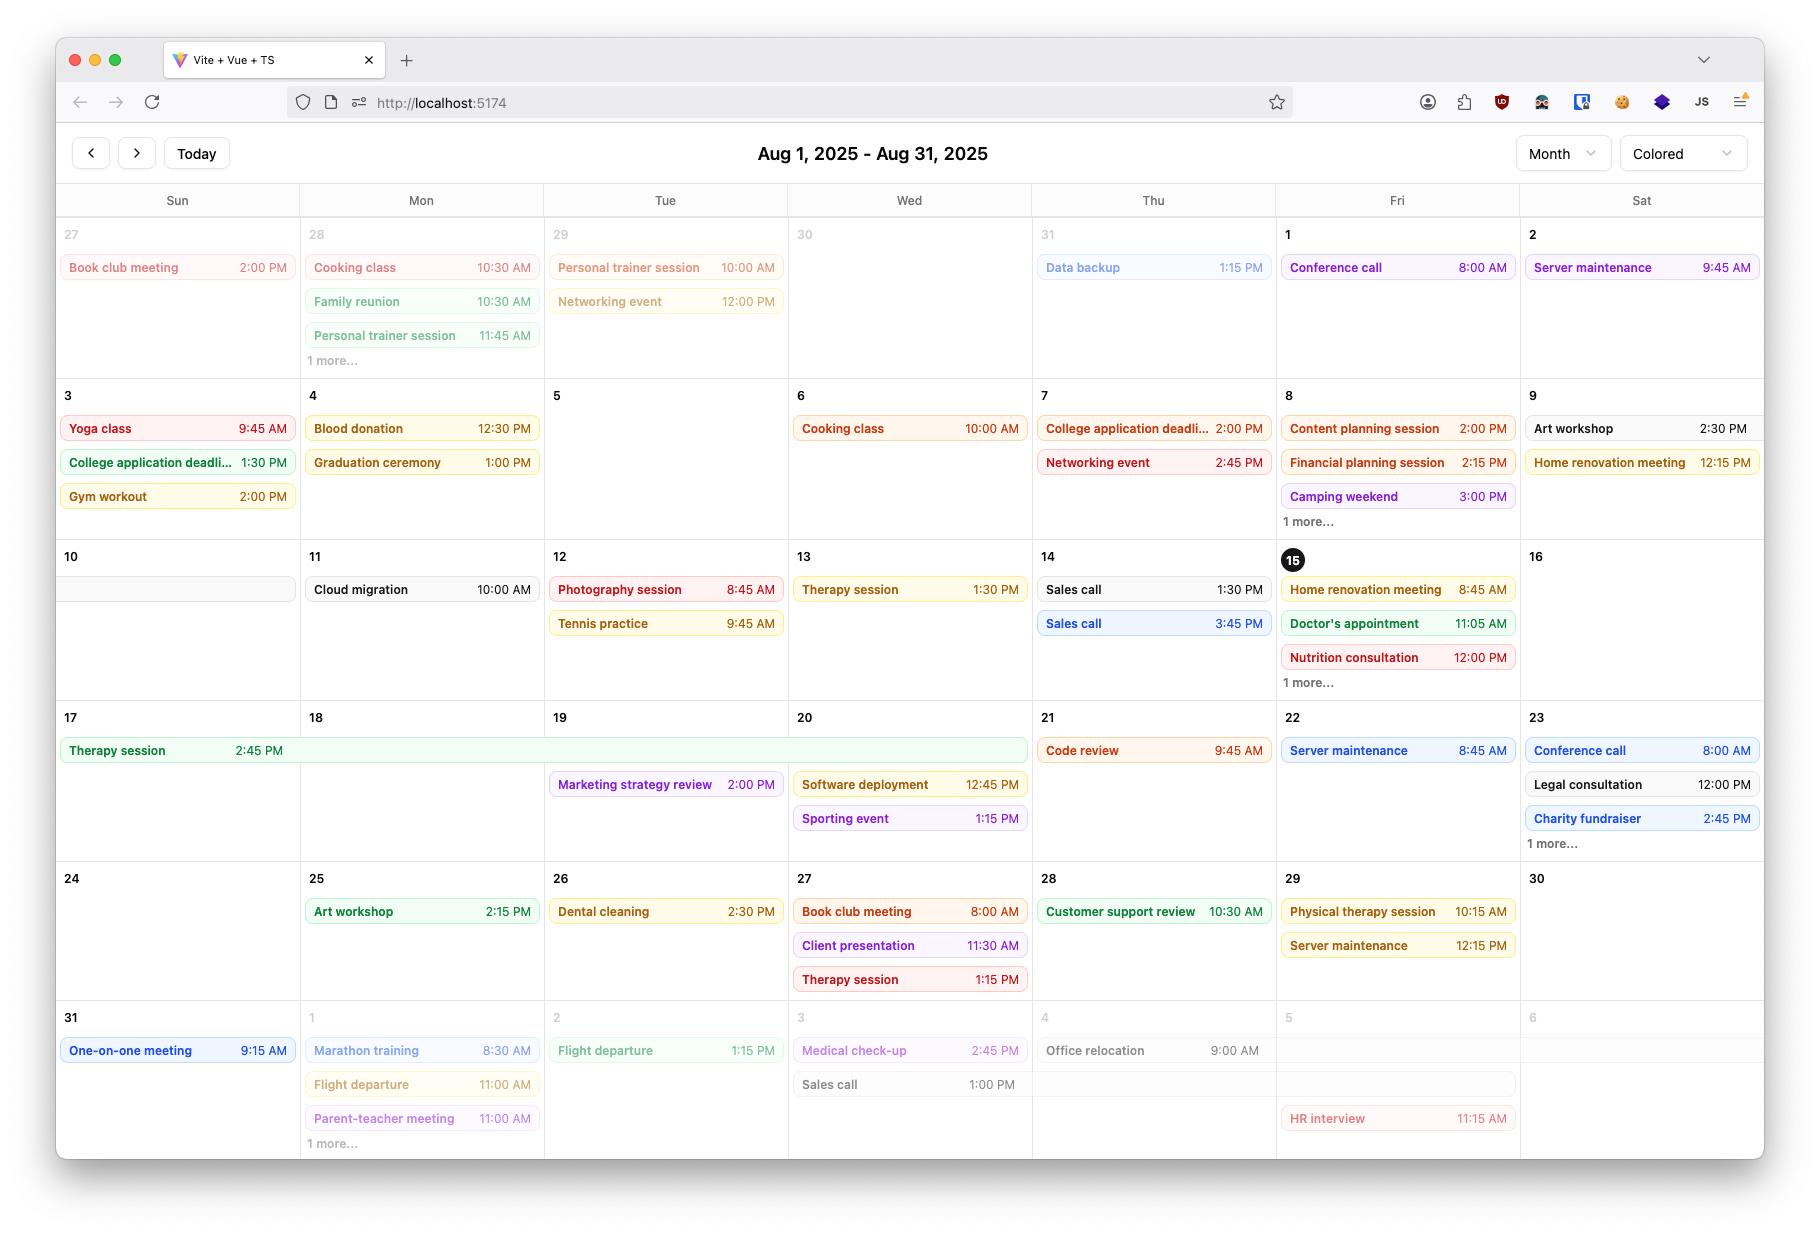 Vite + Vue + TS
http://localhost:5174
JS
Today
Aug 1, 2025 - Aug 31, 2025
Month
Colored
Sun Mon Tue Wed Thu Fri Sat
27
Book club meeting 2:00 PM
28
Cooking class 10:30 AM
Family reunion 10:30 AM
Personal trainer session 11:45 AM
1 more...
29
Personal trainer session 10:00 AM
Networking event 12:00 PM
30
31
Data backup 1:15 PM
1
Conference call 8:00 AM
2
Server maintenance 9:45 AM
3
Yoga class 9:45 AM
College application deadli... 1:30 PM
Gym workout 2:00 PM
4
Blood donation 12:30 PM
Graduation ceremony 1:00 PM
5
6
Cooking class 10:00 AM
7
College application deadli... 2:00 PM
Networking event 2:45 PM
8
Content planning session 2:00 PM
Financial planning session 2:15 PM
Camping weekend 3:00 PM
1 more...
9
Art workshop 2:30 PM
Home renovation meeting 12:15 PM
10
11
Cloud migration 10:00 AM
12
Photography session 8:45 AM
Tennis practice 9:45 AM
13
Therapy session 1:30 PM
14
Sales call 1:30 PM
Sales call 3:45 PM
15
Home renovation meeting 8:45 AM
Doctor's appointment 11:05 AM
Nutrition consultation 12:00 PM
1 more...
16
17
Therapy session 2:45 PM
18
19
Marketing strategy review 2:00 PM
20
Software deployment 12:45 PM
Sporting event 1:15 PM
21
Code review 9:45 AM
22
Server maintenance 8:45 AM
23
Conference call 8:00 AM
Legal consultation 12:00 PM
Charity fundraiser 2:45 PM
1 more...
24
25
Art workshop 2:15 PM
26
Dental cleaning 2:30 PM
27
Book club meeting 8:00 AM
Client presentation 11:30 AM
Therapy session 1:15 PM
28
Customer support review 10:30 AM
29
Physical therapy session 10:15 AM
Server maintenance 12:15 PM
30
31
One-on-one meeting 9:15 AM
1
Marathon training 8:30 AM
Flight departure 11:00 AM
Parent-teacher meeting 11:00 AM
1 more...
2
Flight departure 1:15 PM
3
Medical check-up 2:45 PM
Sales call 1:00 PM
4
Office relocation 9:00 AM
5
HR interview 11:15 AM
6